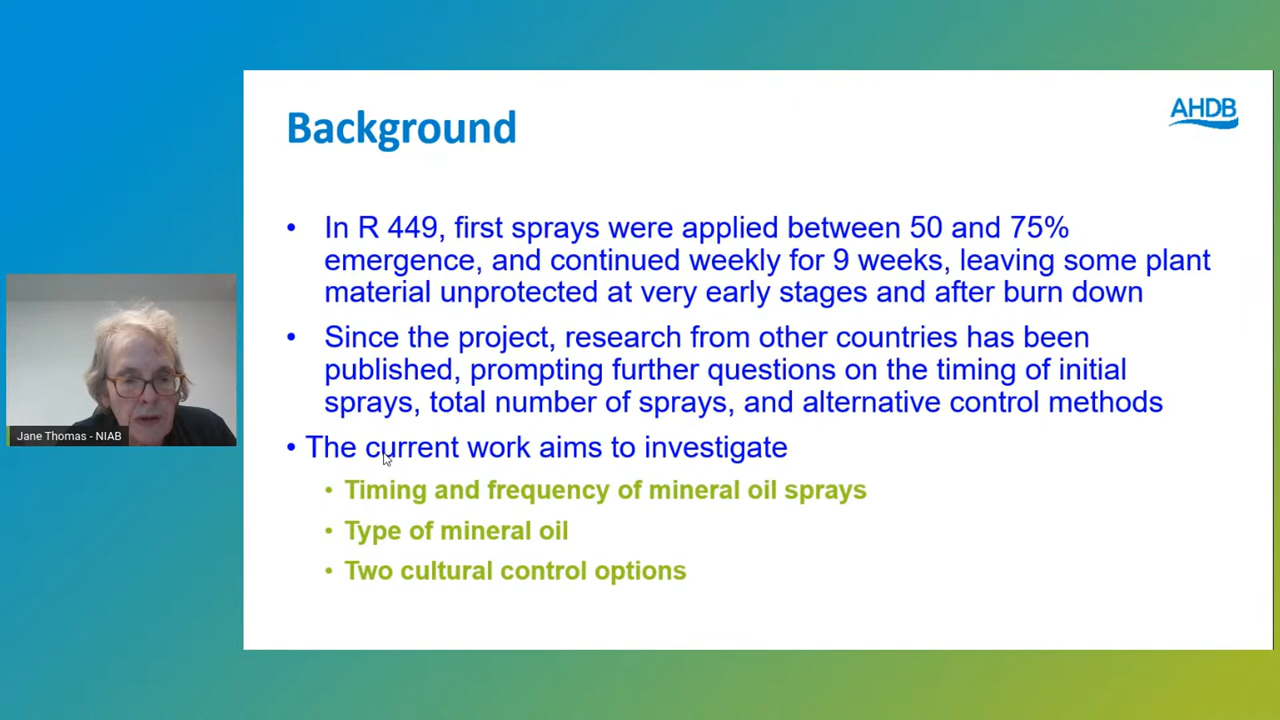 AHDB
Background
• In R 449, first sprays were applied between 50 and 75%
emergence, and continued weekly for 9 weeks, leaving some plant
material unprotected at very early stages and after burn down
• Since the project, research from other countries has been
published, prompting further questions on the timing of initial
sprays, total number of sprays, and alternative control methods
• The current work aims to investigate
• Timing and frequency of mineral oil sprays
• Type of mineral oil
• Two cultural control options
Jane Thomas - NIAB